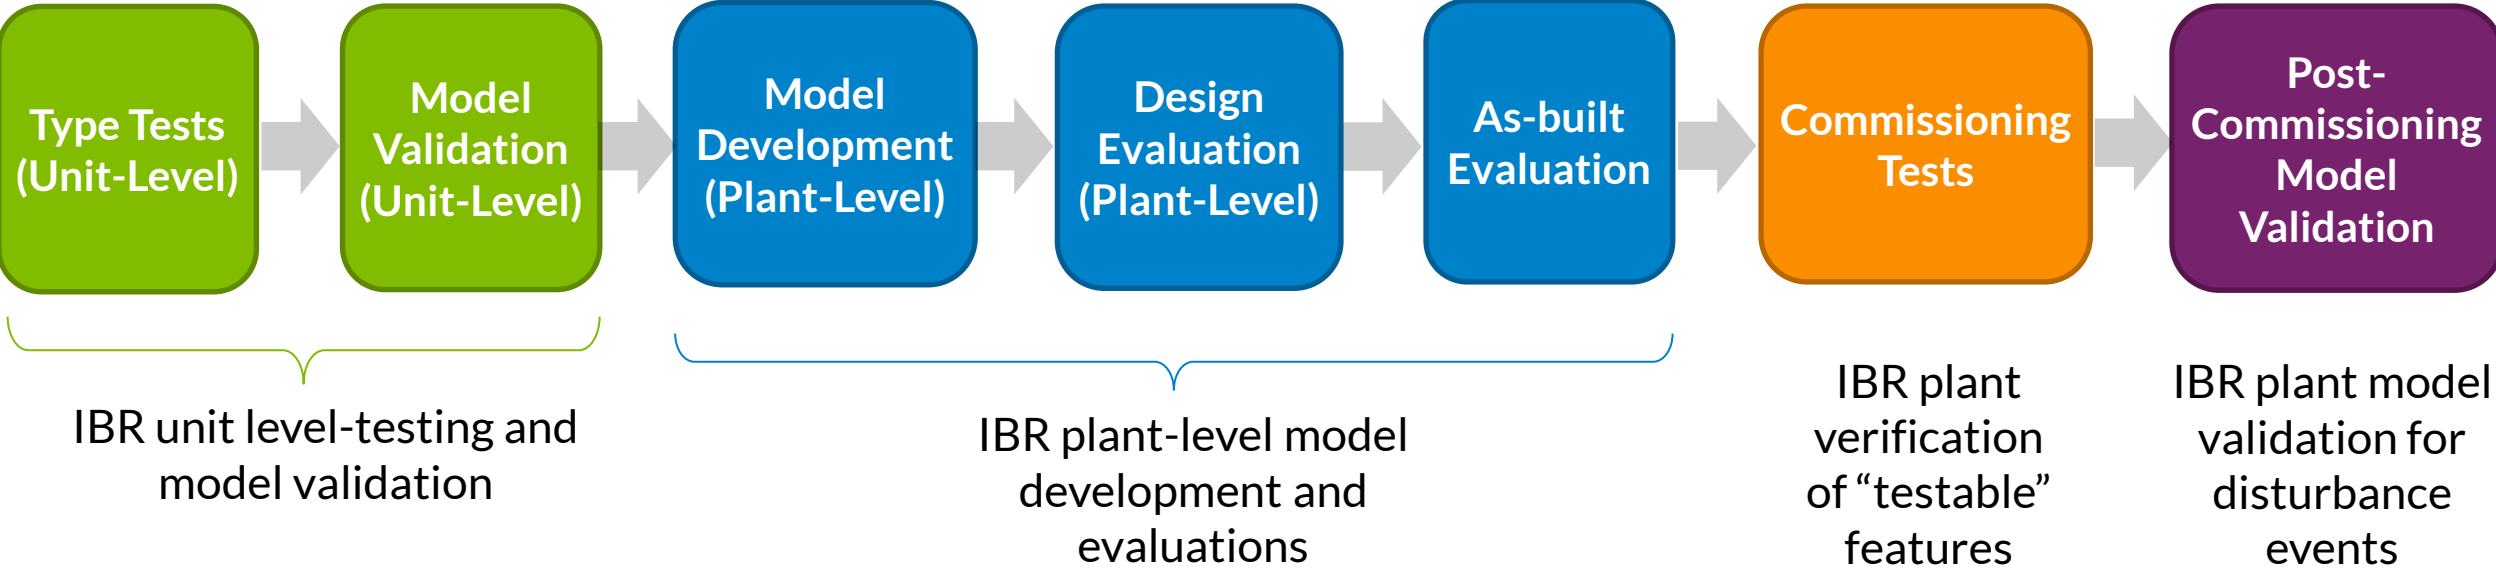 Type Tests
(Unit-Level)
Model
Validation
(Unit-Level)
Model
Development
(Plant-Level)
Design
Evaluation
(Plant-Level)
As-built
Evaluation
Commissioning
Tests
Post-
Commissioning
Model
Validation
IBR unit level-testing and
model validation
IBR plant-level model
development and
evaluations
IBR plant
verification
of “testable”
features
IBR plant model
validation for
disturbance
events